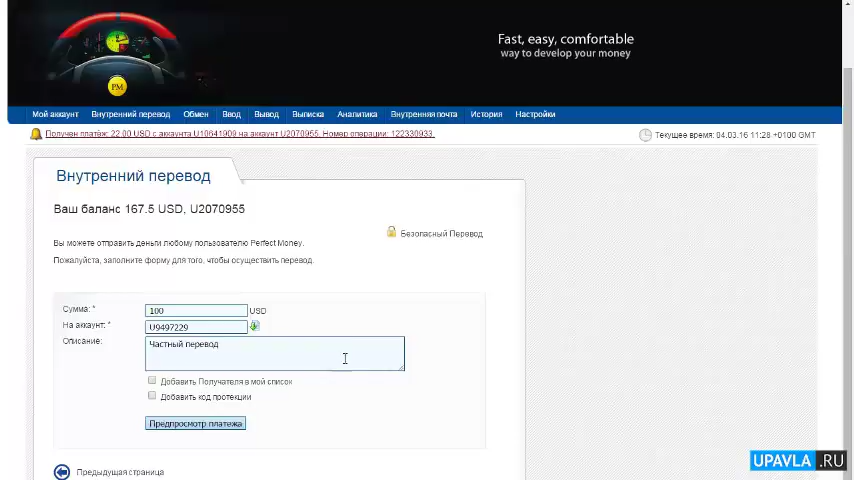 Fast, easy, comfortable
way to develop your money
PM
Мой аккаунт Внутренний перевод Обмен Ввод Вывод Выписка Аналитика Внутренняя почта История Настройки
Получен платёж: 22.00 USD с аккаунта U10641909 на аккаунт U2070955. Номер операции: 122330933.
Текущее время: 04.03.16 11:28 +0100 GMT
Внутренний перевод
Ваш баланс 167.5 USD, U2070955
Безопасный Перевод
Вы можете отправить деньги любому пользователю Perfect Money.
Пожалуйста, заполните форму для того, чтобы осуществить перевод.
Сумма: * 100 USD
На аккаунт: * U9497229
Описание: Частный перевод
Добавить Получателя в мой список
Добавить код протекции
Предпросмотр платежа
Предыдущая страница
UPAVLA.RU